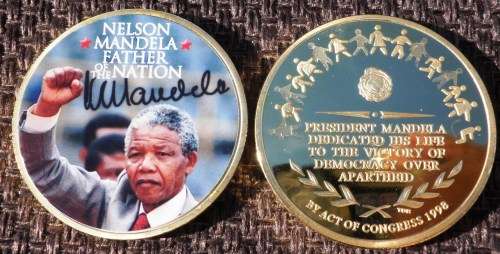 NELSON
MANDELA
FATHER
OF
THE NATION
NMandela
PRESIDENT MANDELA
DEDICATED HIS LIFE
TO THE VICTORY OF
DEMOCRACY OVER
APARTHEID
BY ACT OF CONGRESS 1998